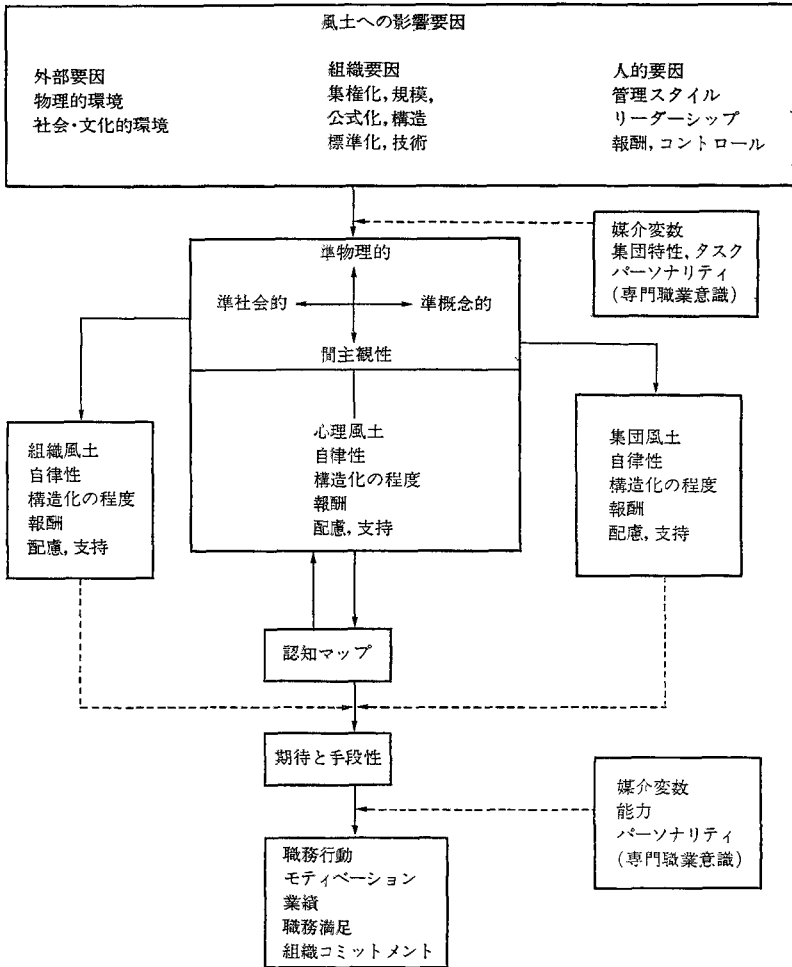 風土への影響要因
外部要因
物理的環境
社会・文化的環境
組織要因
集権化, 規模,
公式化, 構造
標準化, 技術
人的要因
管理スタイル
リーダーシップ
報酬, コントロール
媒介変数
集団特性, タスク
パーソナリティ
(専門職業意識)
準物理的
準社会的
準概念的
間主観性
組織風土
自律性
構造化の程度
報酬
配慮, 支持
心理風土
自律性
構造化の程度
報酬
配慮, 支持
集団風土
自律性
構造化の程度
報酬
配慮, 支持
認知マップ
期待と手段性
媒介変数
能力
パーソナリティ
(専門職業意識)
職務行動
モティベーション
業績
職務満足
組織コミットメント